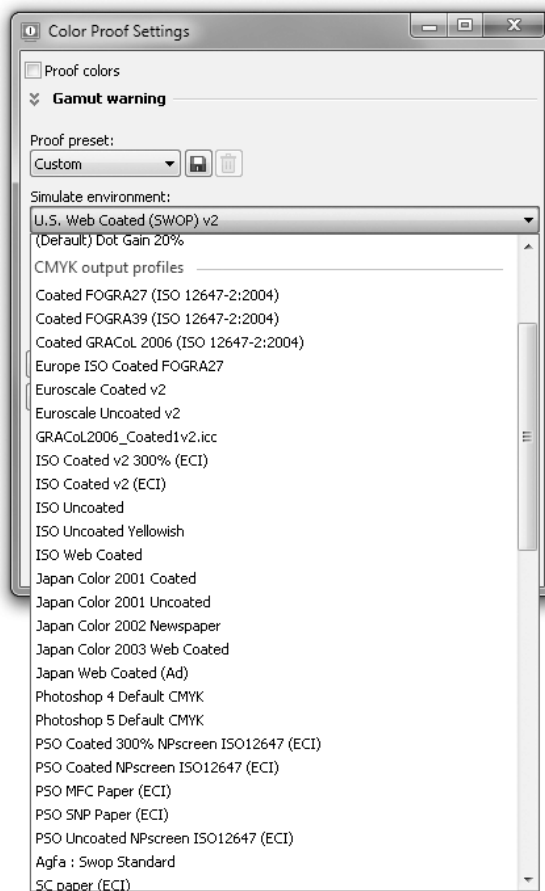 Color Proof Settings
Proof colors
Gamut warning
Proof preset:
Custom
Simulate environment:
U.S. Web Coated (SWOP) v2
(Default) Dot Gain 20%
CMYK output profiles
Coated FOGRA27 (ISO 12647-2:2004)
Coated FOGRA39 (ISO 12647-2:2004)
Coated GRACoL 2006 (ISO 12647-2:2004)
Europe ISO Coated FOGRA27
Euroscale Coated v2
Euroscale Uncoated v2
GRACoL2006_Coated1v2.icc
ISO Coated v2 300% (ECI)
ISO Coated v2 (ECI)
ISO Uncoated
ISO Uncoated Yellowish
ISO Web Coated
Japan Color 2001 Coated
Japan Color 2001 Uncoated
Japan Color 2002 Newspaper
Japan Color 2003 Web Coated
Japan Web Coated (Ad)
Photoshop 4 Default CMYK
Photoshop 5 Default CMYK
PSO Coated 300% NPscreen ISO12647 (ECI)
PSO Coated NPscreen ISO12647 (ECI)
PSO MFC Paper (ECI)
PSO SNP Paper (ECI)
PSO Uncoated NPscreen ISO12647 (ECI)
Agfa : Swop Standard
SC paper (ECI)